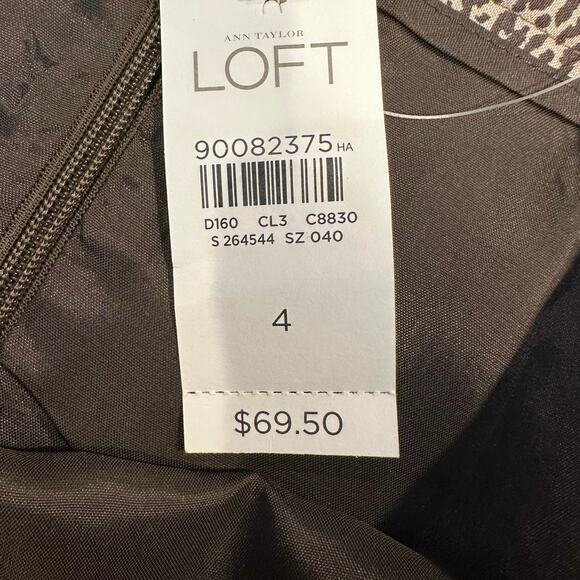 ANN TAYLOR
LOFT
90082375 HA
D160 CL3 C8830
S 264544 SZ 040
4
$69.50